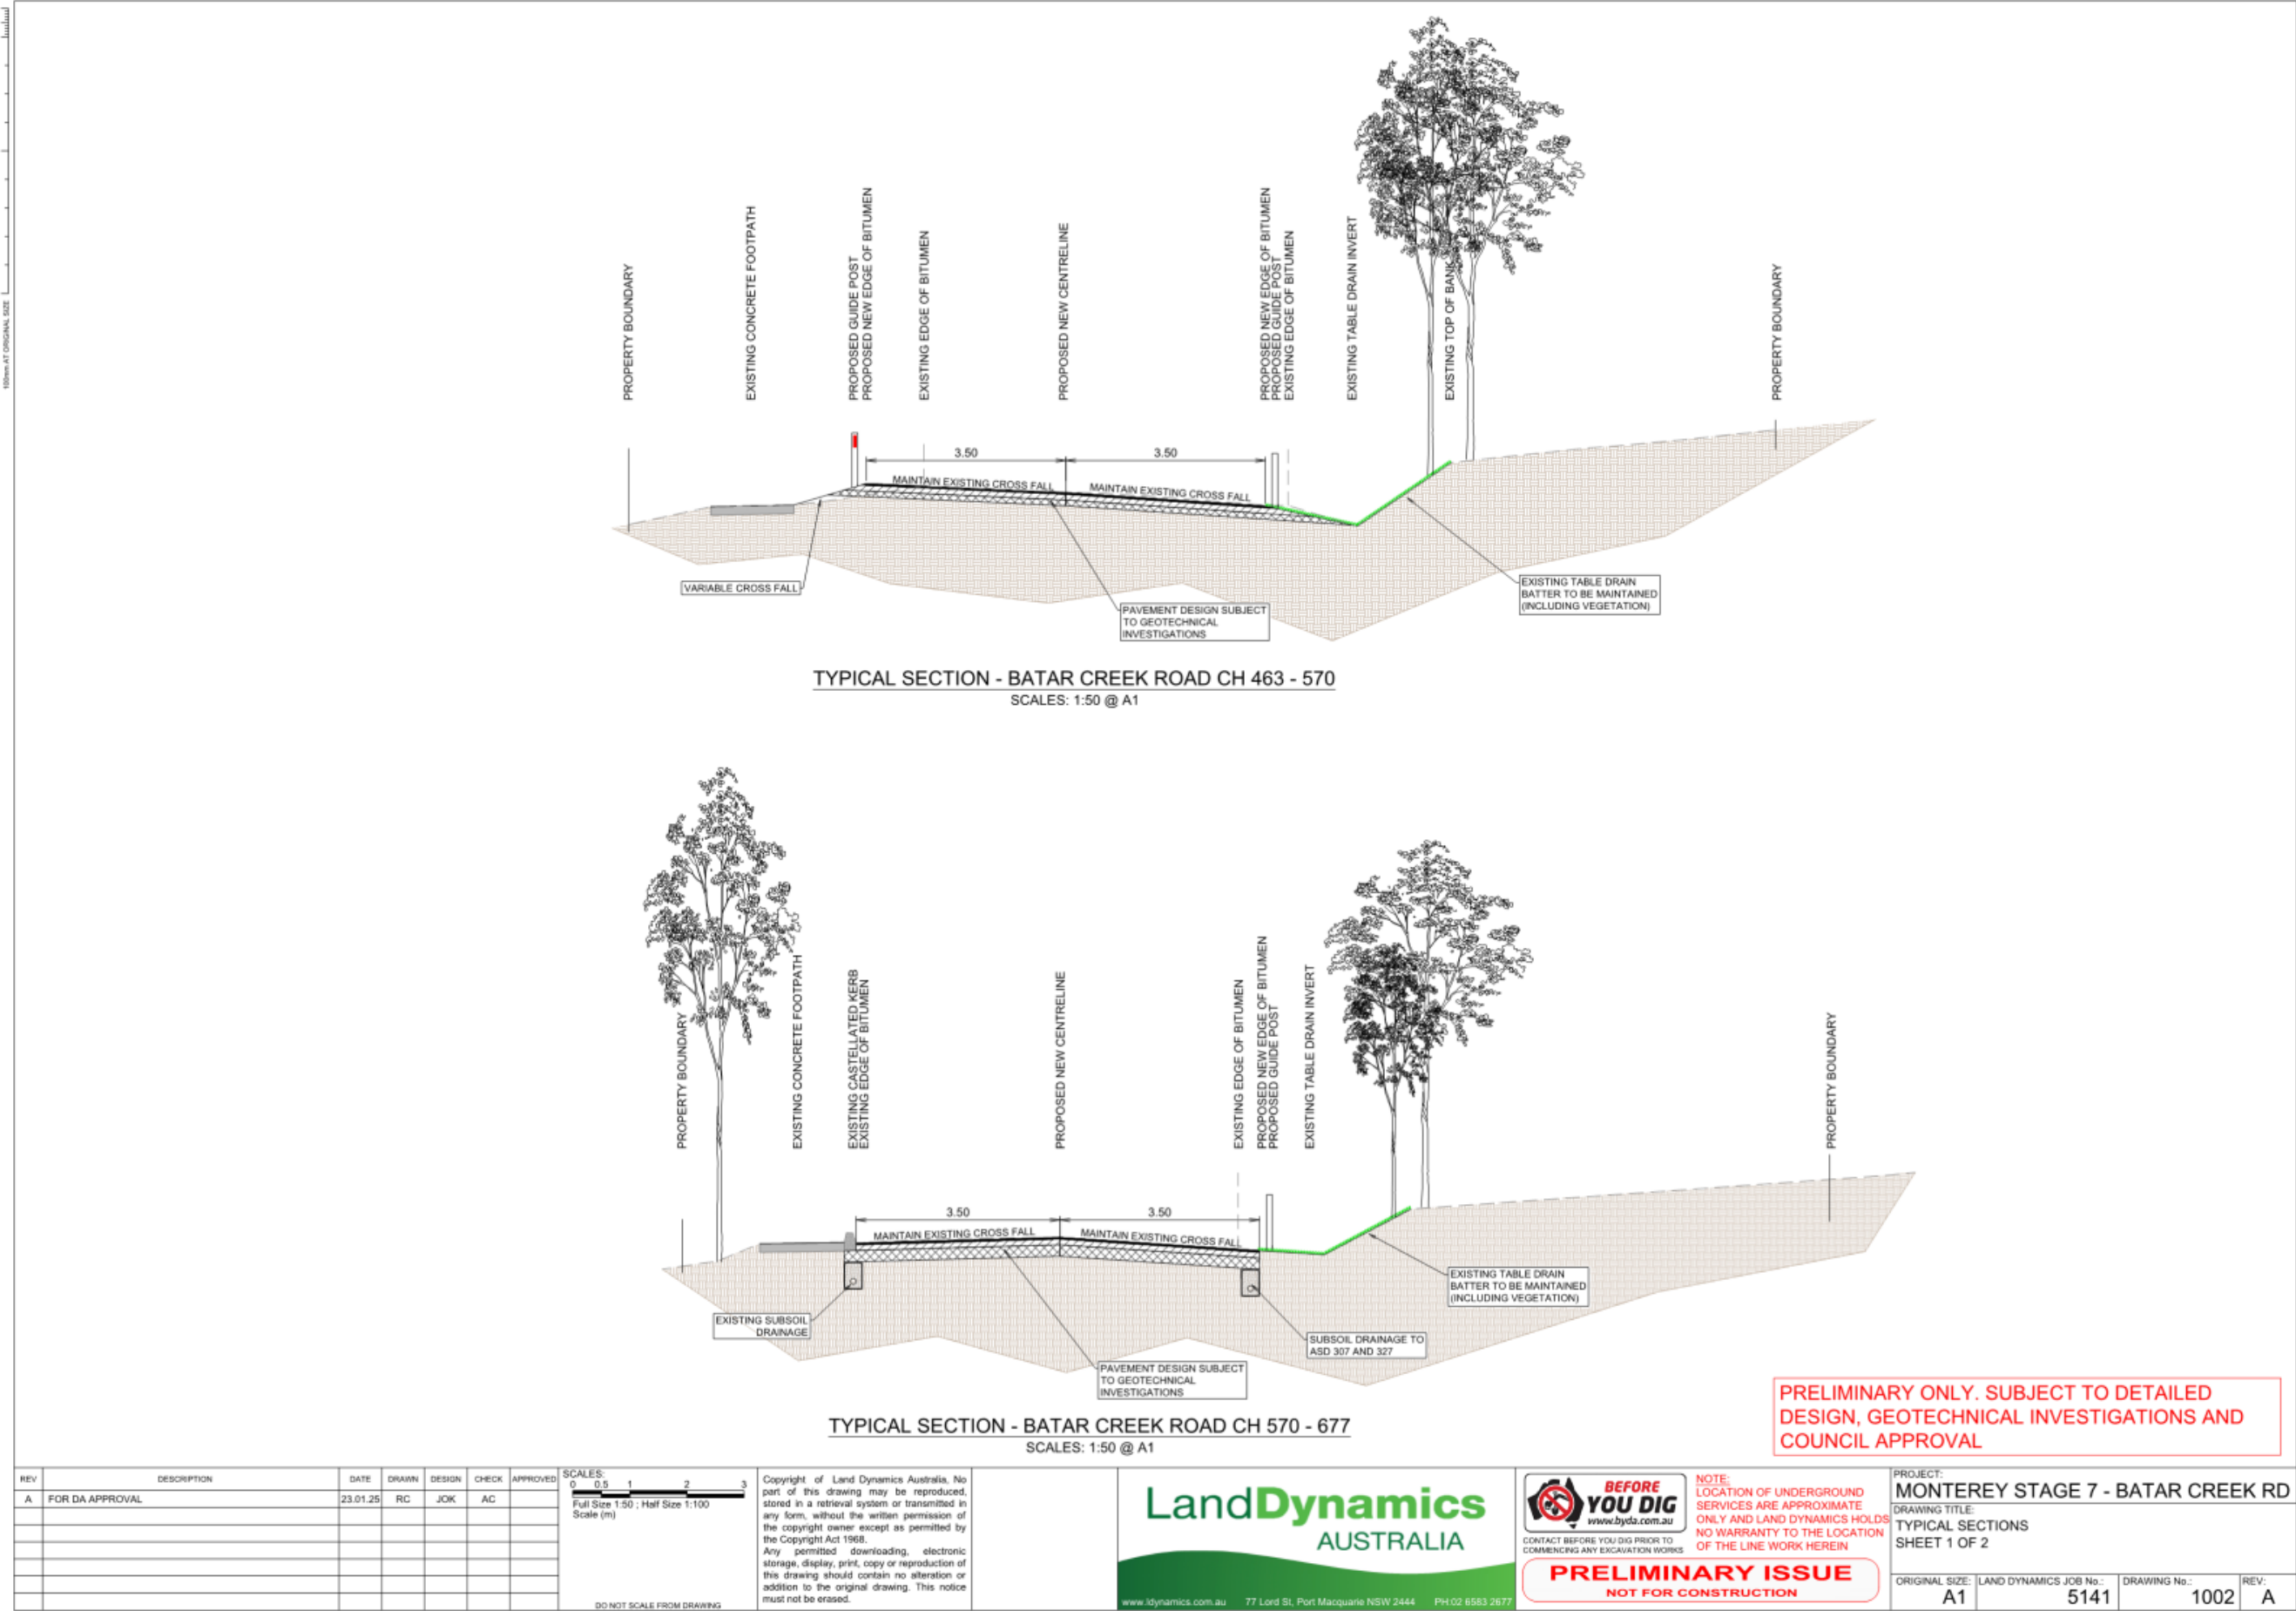 100mm AT ORIGINAL SIZE
PROPERTY BOUNDARY
EXISTING CONCRETE FOOTPATH
PROPOSED GUIDE POST
PROPOSED NEW EDGE OF BITUMEN
EXISTING EDGE OF BITUMEN
PROPOSED NEW CENTRELINE
PROPOSED NEW EDGE OF BITUMEN
PROPOSED GUIDE POST
EXISTING EDGE OF BITUMEN
EXISTING TABLE DRAIN INVERT
EXISTING TOP OF BANK
PROPERTY BOUNDARY
3.50
3.50
MAINTAIN EXISTING CROSS FALL
MAINTAIN EXISTING CROSS FALL
VARIABLE CROSS FALL
PAVEMENT DESIGN SUBJECT
TO GEOTECHNICAL
INVESTIGATIONS
EXISTING TABLE DRAIN
BATTER TO BE MAINTAINED
(INCLUDING VEGETATION)
TYPICAL SECTION - BATAR CREEK ROAD CH 463 - 570
SCALES: 1:50 @ A1
PROPERTY BOUNDARY
EXISTING CONCRETE FOOTPATH
EXISTING CASTELLATED KERB
EXISTING EDGE OF BITUMEN
PROPOSED NEW CENTRELINE
EXISTING EDGE OF BITUMEN
PROPOSED NEW EDGE OF BITUMEN
PROPOSED GUIDE POST
EXISTING TABLE DRAIN INVERT
PROPERTY BOUNDARY
3.50
3.50
MAINTAIN EXISTING CROSS FALL
MAINTAIN EXISTING CROSS FALL
EXISTING SUBSOIL
DRAINAGE
PAVEMENT DESIGN SUBJECT
TO GEOTECHNICAL
INVESTIGATIONS
SUBSOIL DRAINAGE TO
ASD 307 AND 327
EXISTING TABLE DRAIN
BATTER TO BE MAINTAINED
(INCLUDING VEGETATION)
TYPICAL SECTION - BATAR CREEK ROAD CH 570 - 677
SCALES: 1:50 @ A1
PRELIMINARY ONLY. SUBJECT TO DETAILED
DESIGN, GEOTECHNICAL INVESTIGATIONS AND
COUNCIL APPROVAL
REV DESCRIPTION DATE DRAWN DESIGN CHECK APPROVED
A FOR DA APPROVAL 23.01.25 RC JOK AC
SCALES:
0 0.5 1 2 3
Full Size 1:50 ; Half Size 1:100
Scale (m)
DO NOT SCALE FROM DRAWING
Copyright of Land Dynamics Australia, No
part of this drawing may be reproduced,
stored in a retrieval system or transmitted in
any form, without the written permission of
the copyright owner except as permitted by
the Copyright Act 1968.
Any permitted downloading, electronic
storage, display, print, copy or reproduction of
this drawing should contain no alteration or
addition to the original drawing. This notice
must not be erased.
LandDynamics
AUSTRALIA
www.ldynamics.com.au 77 Lord St, Port Macquarie NSW 2444 PH:02 6583 2677
BEFORE
YOU DIG
www.byda.com.au
CONTACT BEFORE YOU DIG PRIOR TO
COMMENCING ANY EXCAVATION WORKS
NOTE:
LOCATION OF UNDERGROUND
SERVICES ARE APPROXIMATE
ONLY AND LAND DYNAMICS HOLDS
NO WARRANTY TO THE LOCATION
OF THE LINE WORK HEREIN
PRELIMINARY ISSUE
NOT FOR CONSTRUCTION
PROJECT:
MONTEREY STAGE 7 - BATAR CREEK RD
DRAWING TITLE:
TYPICAL SECTIONS
SHEET 1 OF 2
ORIGINAL SIZE: LAND DYNAMICS JOB No.: DRAWING No.: REV:
A1 5141 1002 A